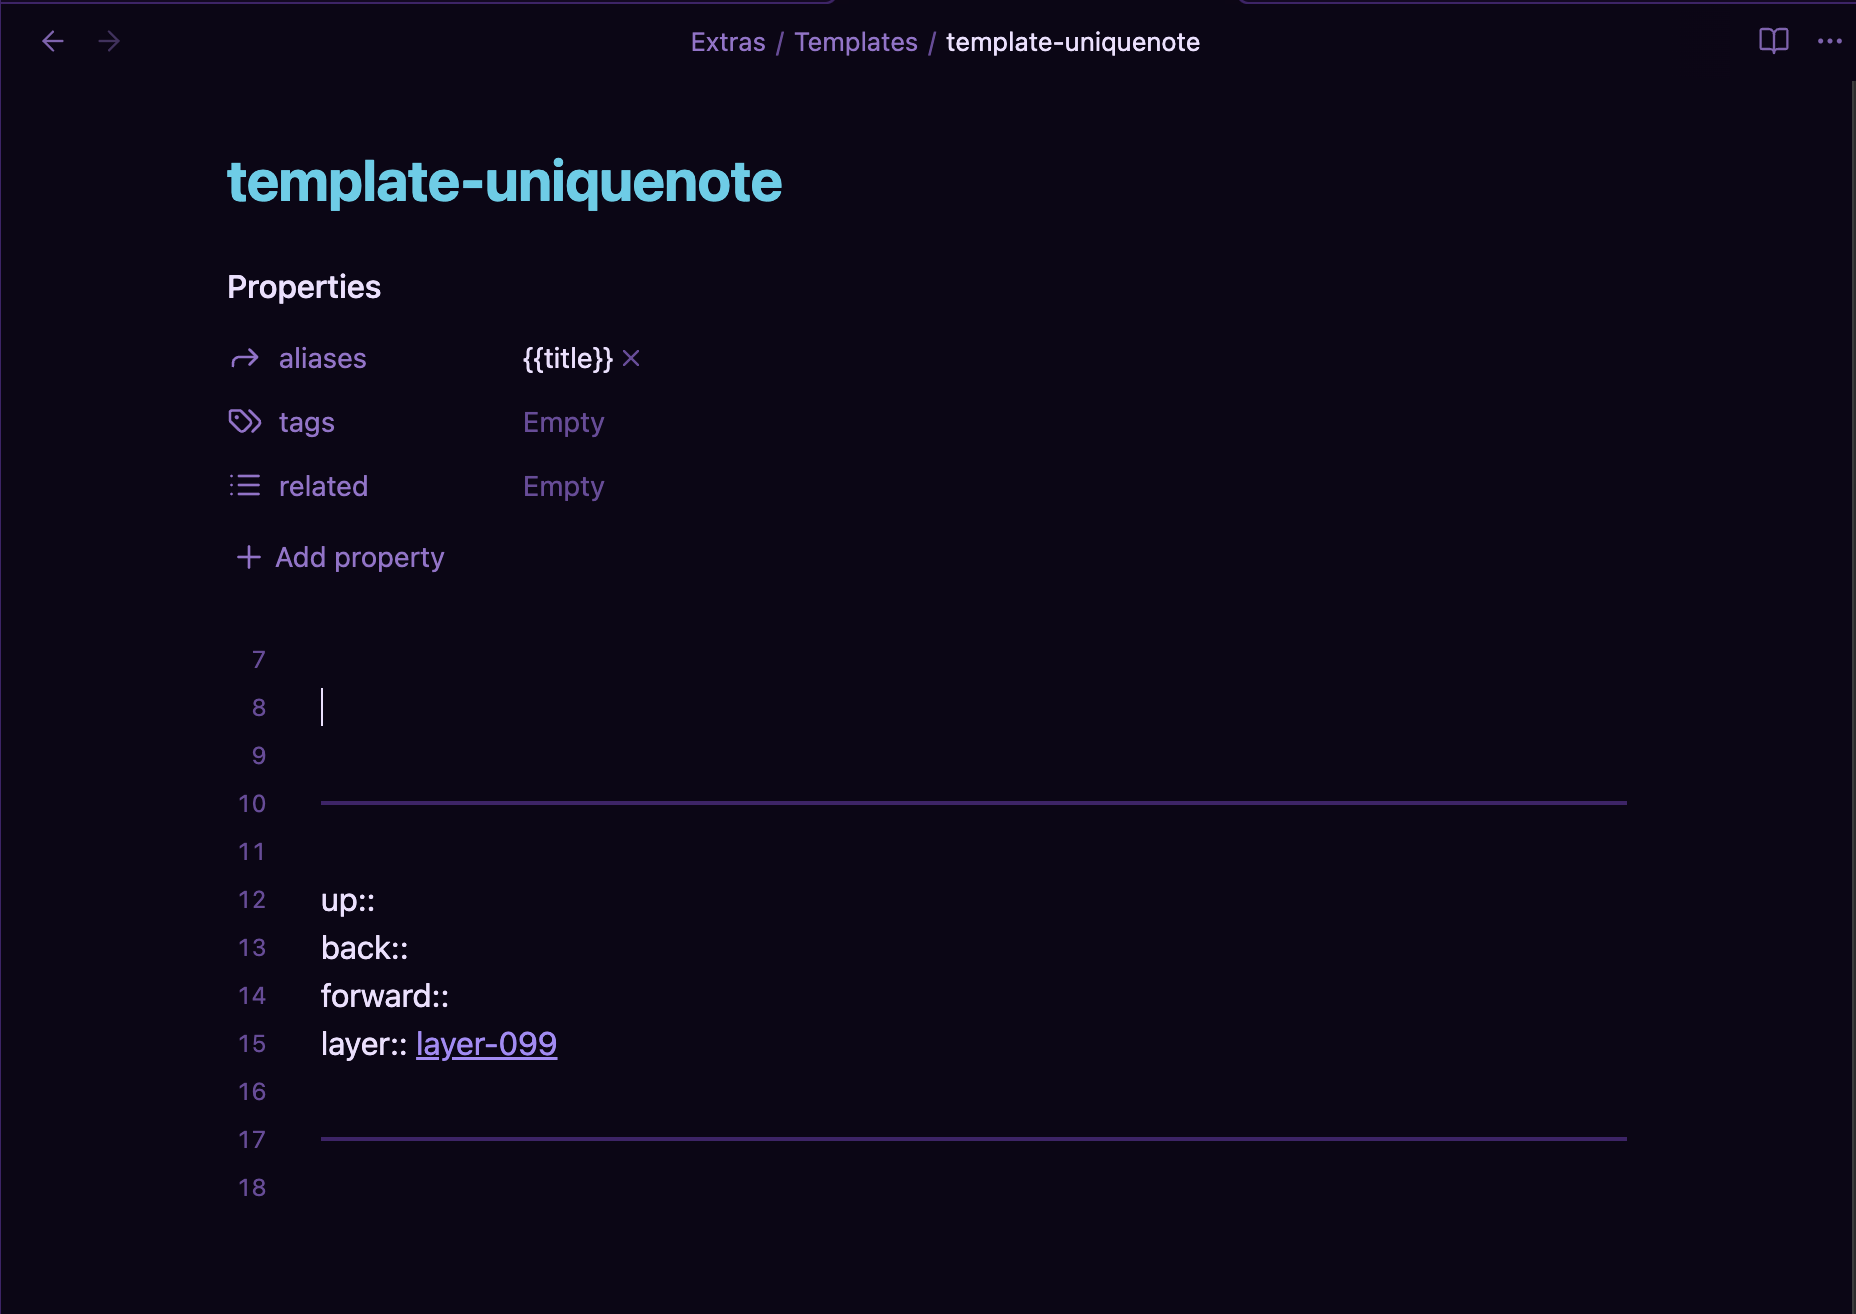 Extras / Templates / template-uniquenote
template-uniquenote
Properties
aliases {{title}}
tags Empty
related Empty
Add property
7
8
9
10
11
12 up::
13 back::
14 forward::
15 layer:: layer-099
16
17
18